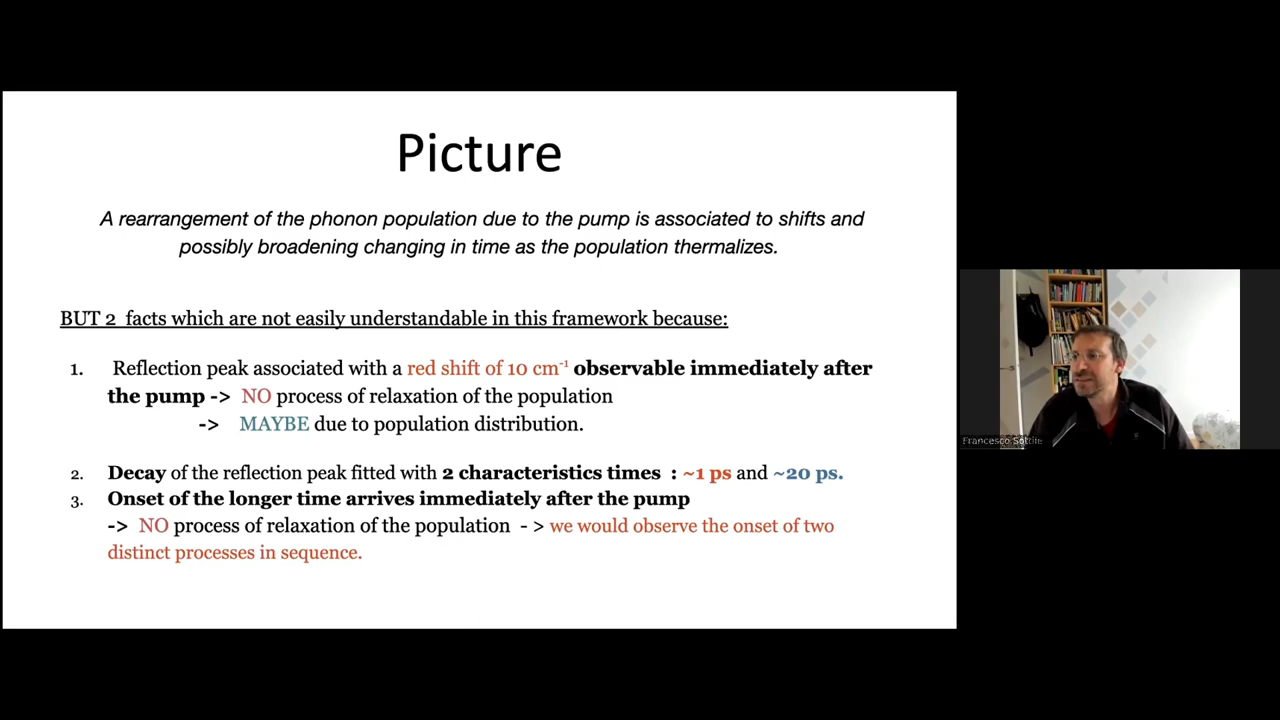 Picture
A rearrangement of the phonon population due to the pump is associated to shifts and
possibly broadening changing in time as the population thermalizes.
BUT 2 facts which are not easily understandable in this framework because:
1. Reflection peak associated with a red shift of 10 cm⁻¹ observable immediately after
the pump -> NO process of relaxation of the population
-> MAYBE due to population distribution.
2. Decay of the reflection peak fitted with 2 characteristics times : ~1 ps and ~20 ps.
3. Onset of the longer time arrives immediately after the pump
-> NO process of relaxation of the population - > we would observe the onset of two
distinct processes in sequence.
Francesco Sottile